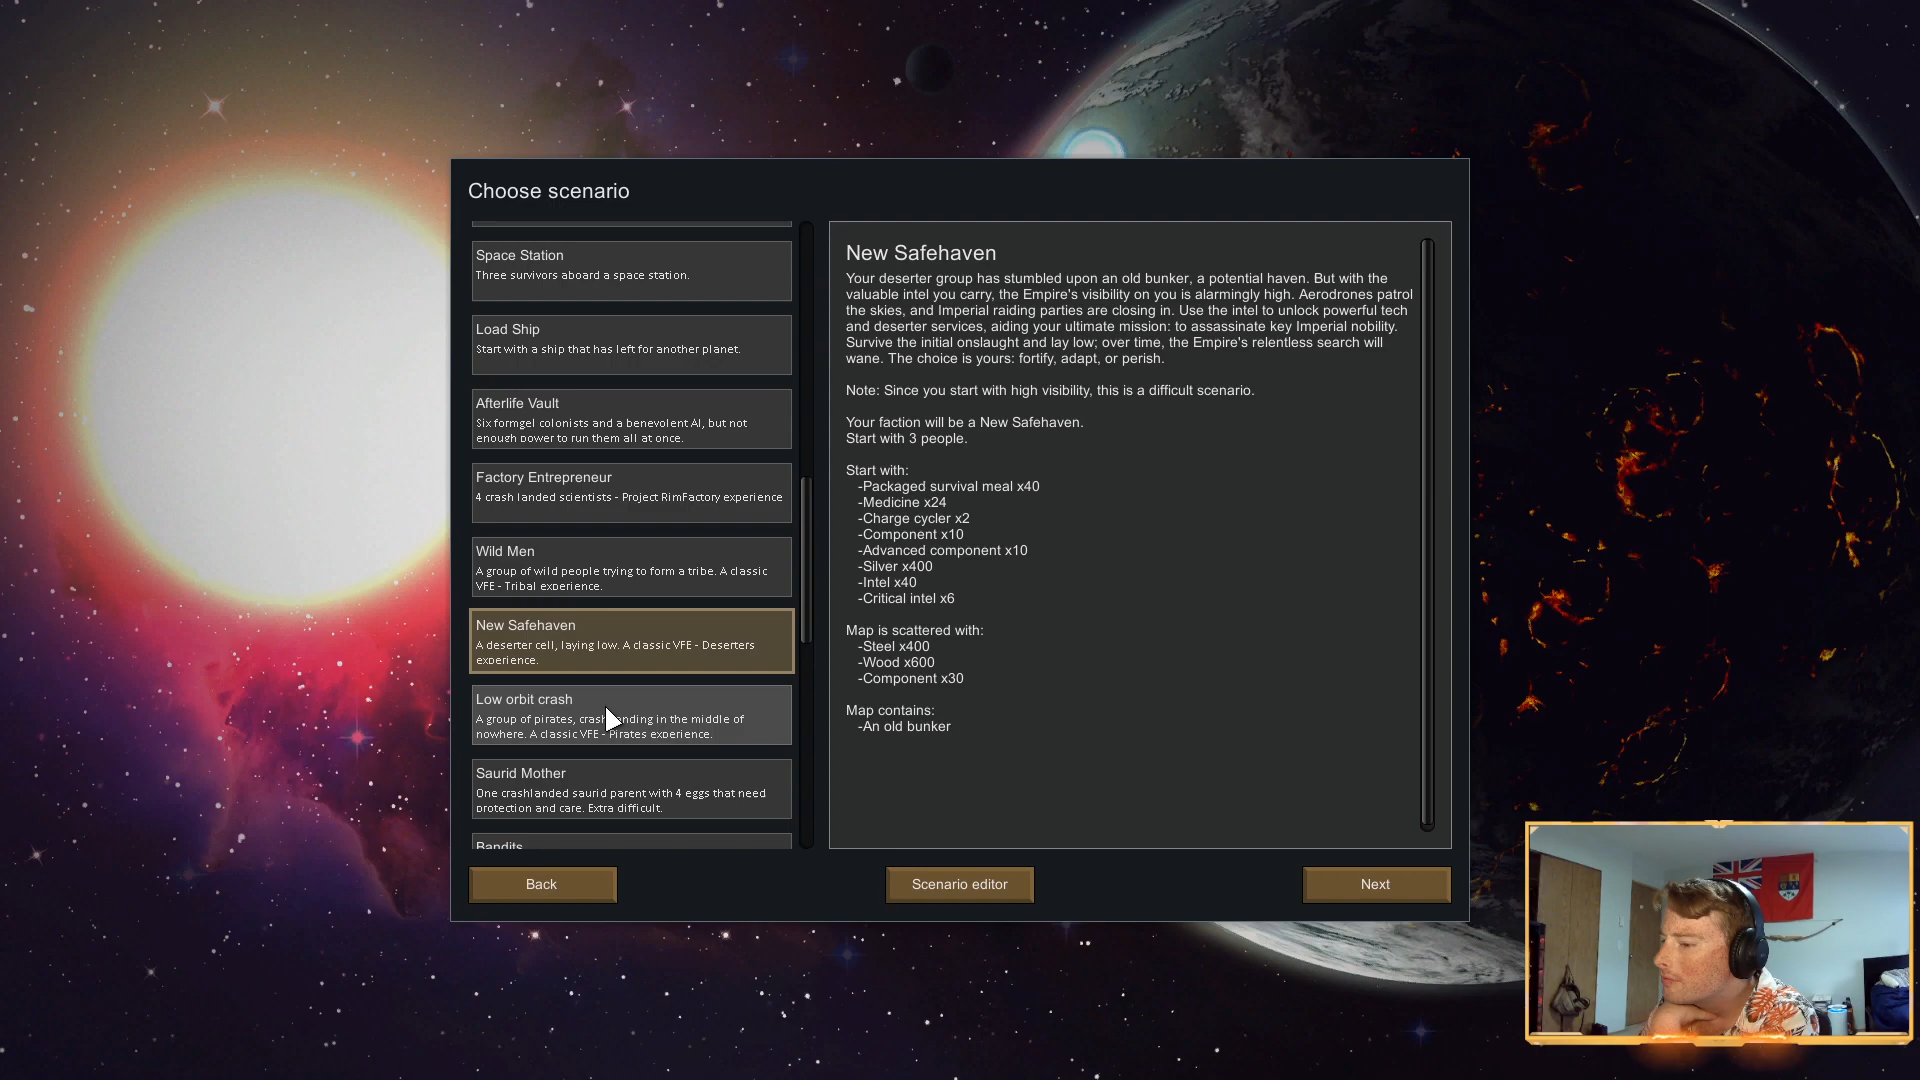 Choose scenario
Space Station
Three survivors aboard a space station.
Load Ship
Start with a ship that has left for another planet.
Afterlife Vault
Six formgel colonists and a benevolent AI, but not
enough power to run them all at once.
Factory Entrepreneur
4 crash landed scientists - Project RimFactory experience
Wild Men
A group of wild people trying to form a tribe. A classic
VFE - Tribal experience.
New Safehaven
A deserter cell, laying low. A classic VFE - Deserters
experience.
Low orbit crash
A group of pirates, crash landing in the middle of
nowhere. A classic VFE - Pirates experience.
Saurid Mother
One crashlanded saurid parent with 4 eggs that need
protection and care. Extra difficult.
Bandits
New Safehaven
Your deserter group has stumbled upon an old bunker, a potential haven. But with the
valuable intel you carry, the Empire's visibility on you is alarmingly high. Aerodrones patrol
the skies, and Imperial raiding parties are closing in. Use the intel to unlock powerful tech
and deserter services, aiding your ultimate mission: to assassinate key Imperial nobility.
Survive the initial onslaught and lay low; over time, the Empire's relentless search will
wane. The choice is yours: fortify, adapt, or perish.
Note: Since you start with high visibility, this is a difficult scenario.
Your faction will be a New Safehaven.
Start with 3 people.
Start with:
-Packaged survival meal x40
-Medicine x24
-Charge cycler x2
-Component x10
-Advanced component x10
-Silver x400
-Intel x40
-Critical intel x6
Map is scattered with:
-Steel x400
-Wood x600
-Component x30
Map contains:
-An old bunker
Back
Scenario editor
Next